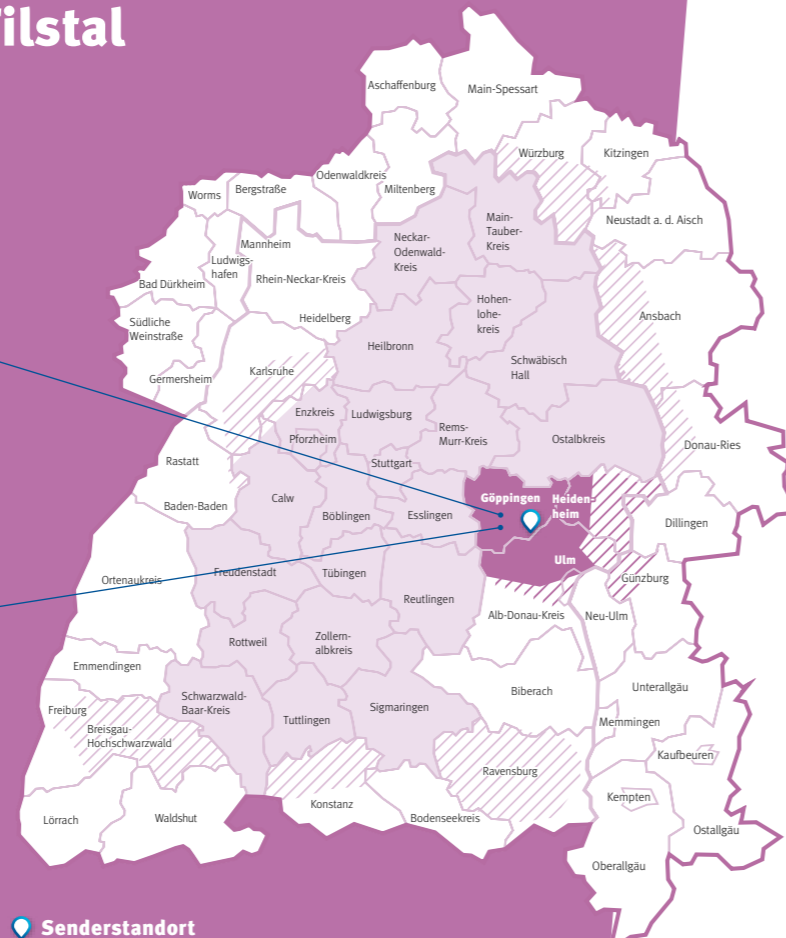 ilstal
Aschaffenburg
Main-Spessart
Würzburg
Kitzingen
Odenwaldkreis
Miltenberg
Worms
Bergstraße
Neustadt a. d. Aisch
Main-
Tauber-
Kreis
Neckar-
Odenwald-
Kreis
Mannheim
Ludwigs-
hafen
Rhein-Neckar-Kreis
Bad Dürkheim
Hohen-
lohe-
kreis
Ansbach
Südliche
Weinstraße
Heidelberg
Heilbronn
Schwäbisch
Hall
Karlsruhe
Germersheim
Enzkreis
Ludwigsburg
Rems-
Murr-Kreis
Pforzheim
Ostalbkreis
Donau-Ries
Rastatt
Stuttgart
Calw
Göppingen
Heiden-
heim
Baden-Baden
Böblingen
Esslingen
Dillingen
Ulm
Ortenaukreis
Freudenstadt
Tübingen
Günzburg
Reutlingen
Alb-Donau-Kreis
Neu-Ulm
Rottweil
Zollern-
albkreis
Emmendingen
Unterallgäu
Schwarzwald-
Baar-Kreis
Sigmaringen
Biberach
Freiburg
Tuttlingen
Memmingen
Breisgau-
Hochschwarzwald
Kaufbeuren
Ravensburg
Kempten
Konstanz
Lörrach
Waldshut
Bodenseekreis
Ostallgäu
Oberallgäu
Senderstandort